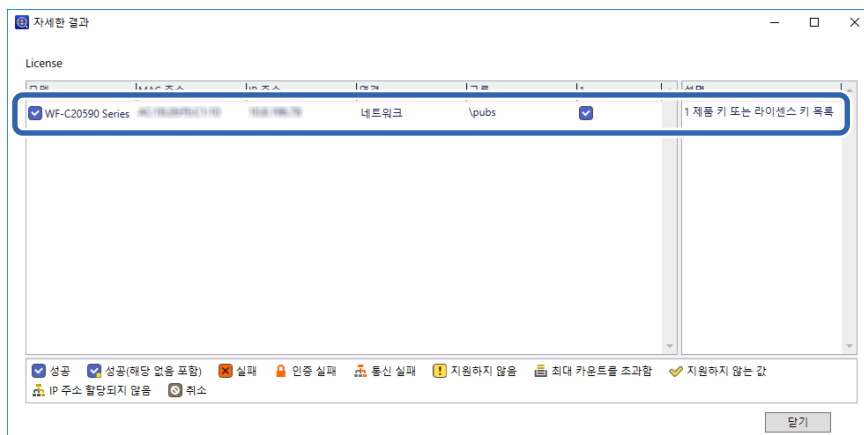 자세한 결과
License
WF-C20590 Series 네트워크 \pubs 1 제품 키 또는 라이센스 키 목록
성공 성공(해당 없음 포함) 실패 인증 실패 통신 실패 지원하지 않음 최대 카운트를 초과함 지원하지 않는 값
IP 주소 할당되지 않음 취소
닫기